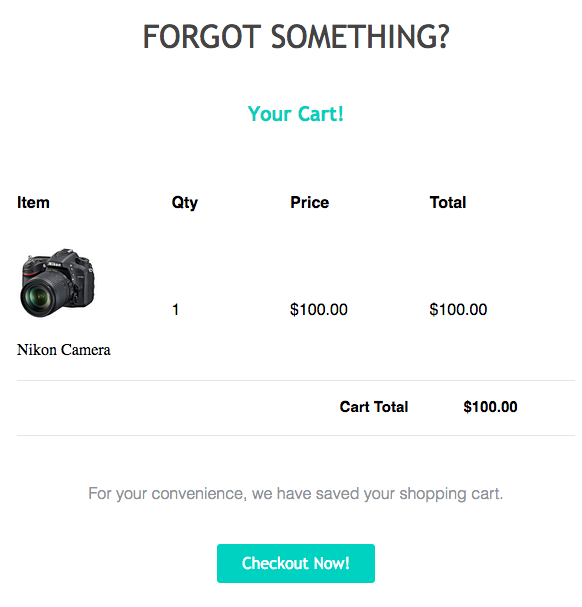 FORGOT SOMETHING?
Your Cart!
Item Qty Price Total
Nikon
1 $100.00 $100.00
Nikon Camera
Cart Total $100.00
For your convenience, we have saved your shopping cart.
Checkout Now!